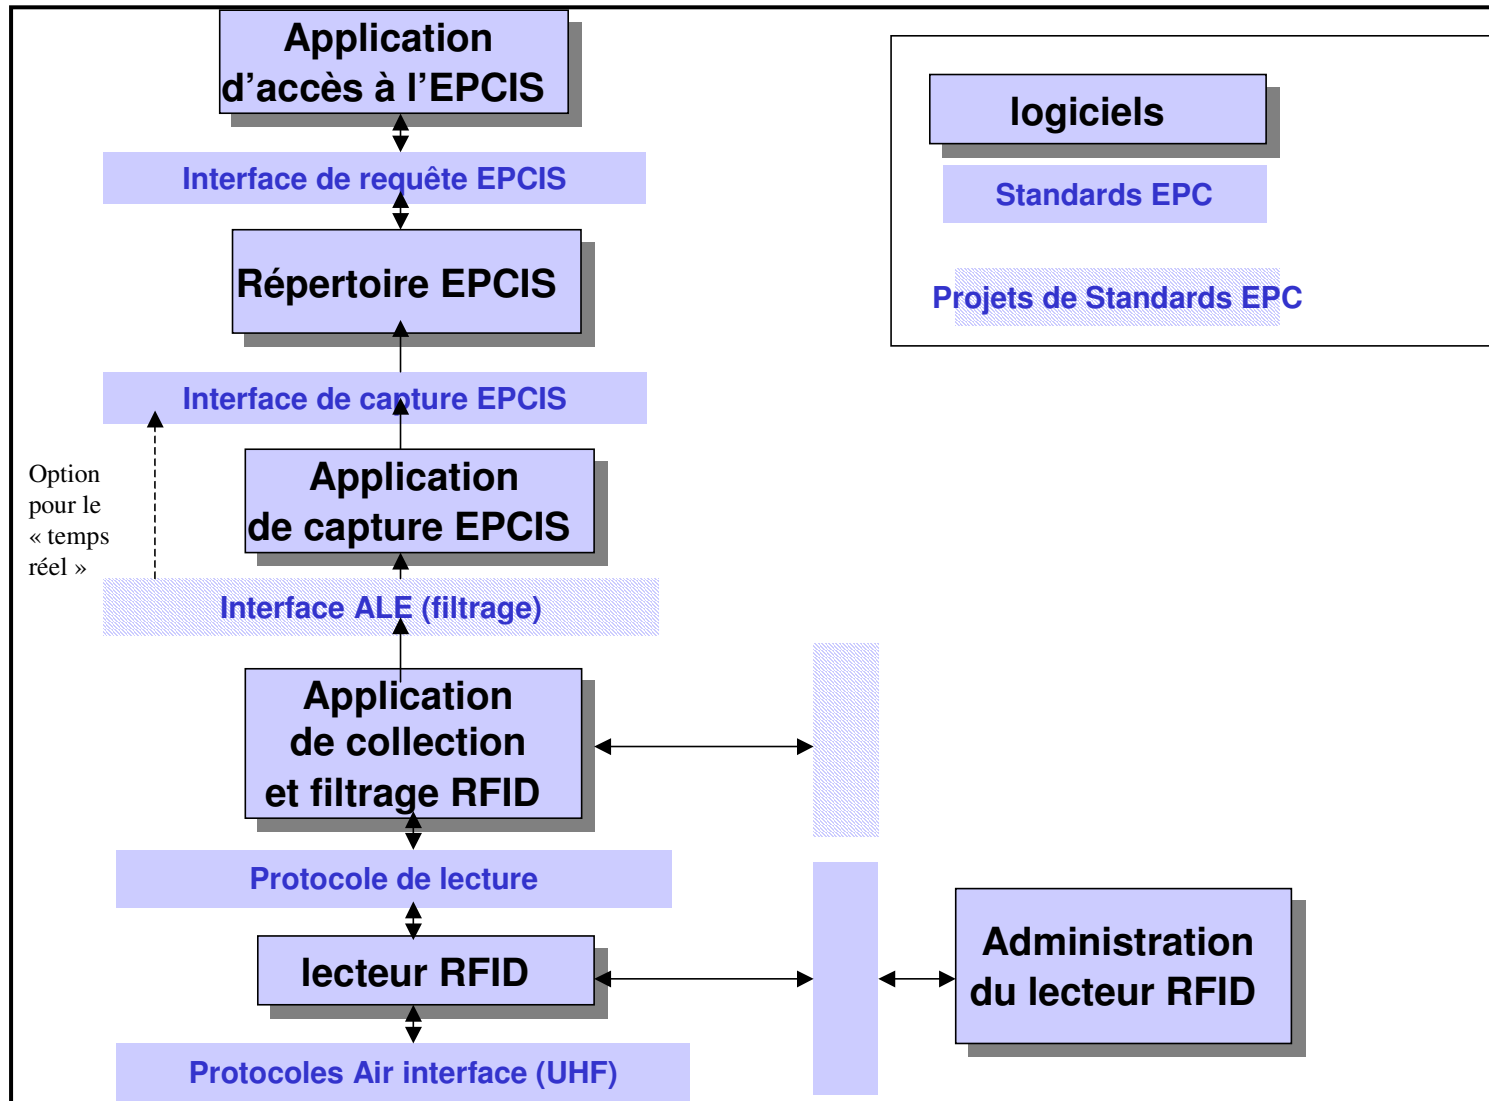 Application
d'accès à l'EPCIS
Interface de requête EPCIS
Répertoire EPCIS
Interface de capture EPCIS
Option
pour le
« temps
réel »
Application
de capture EPCIS
Interface ALE (filtrage)
Application
de collection
et filtrage RFID
Protocole de lecture
lecteur RFID
Protocoles Air interface (UHF)
Administration
du lecteur RFID
logiciels
Standards EPC
Projets de Standards EPC